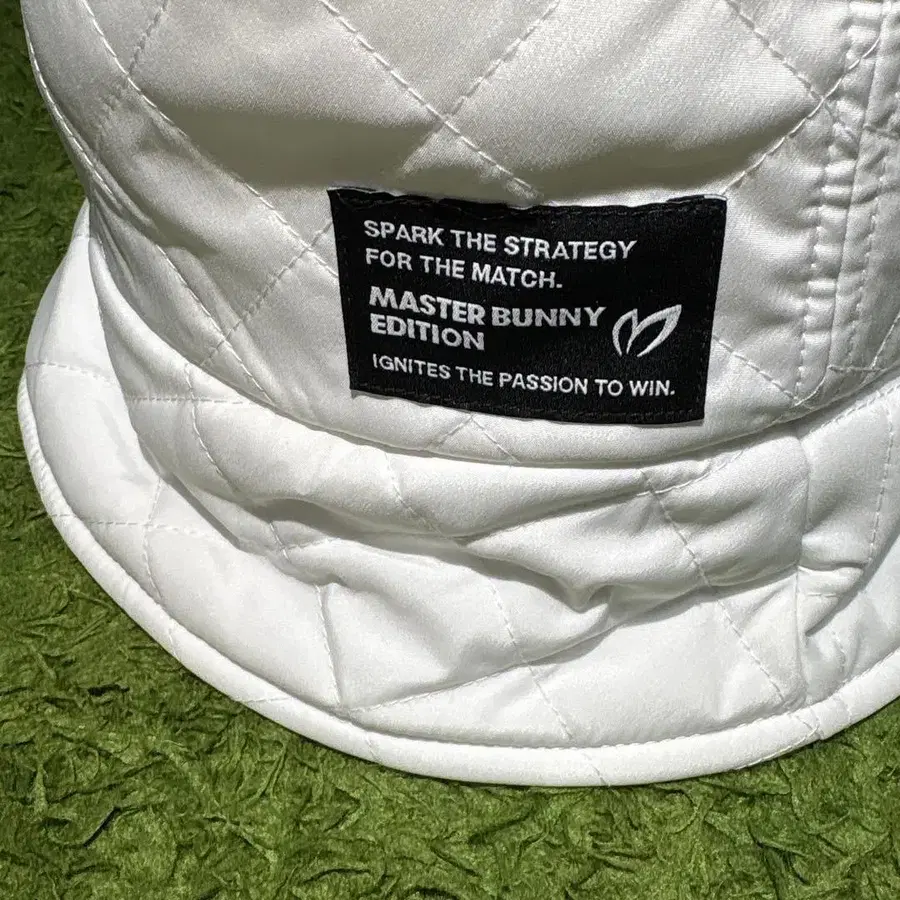 SPARK THE STRATEGY
FOR THE MATCH.
MASTER BUNNY
EDITION
IGNITES THE PASSION TO WIN.